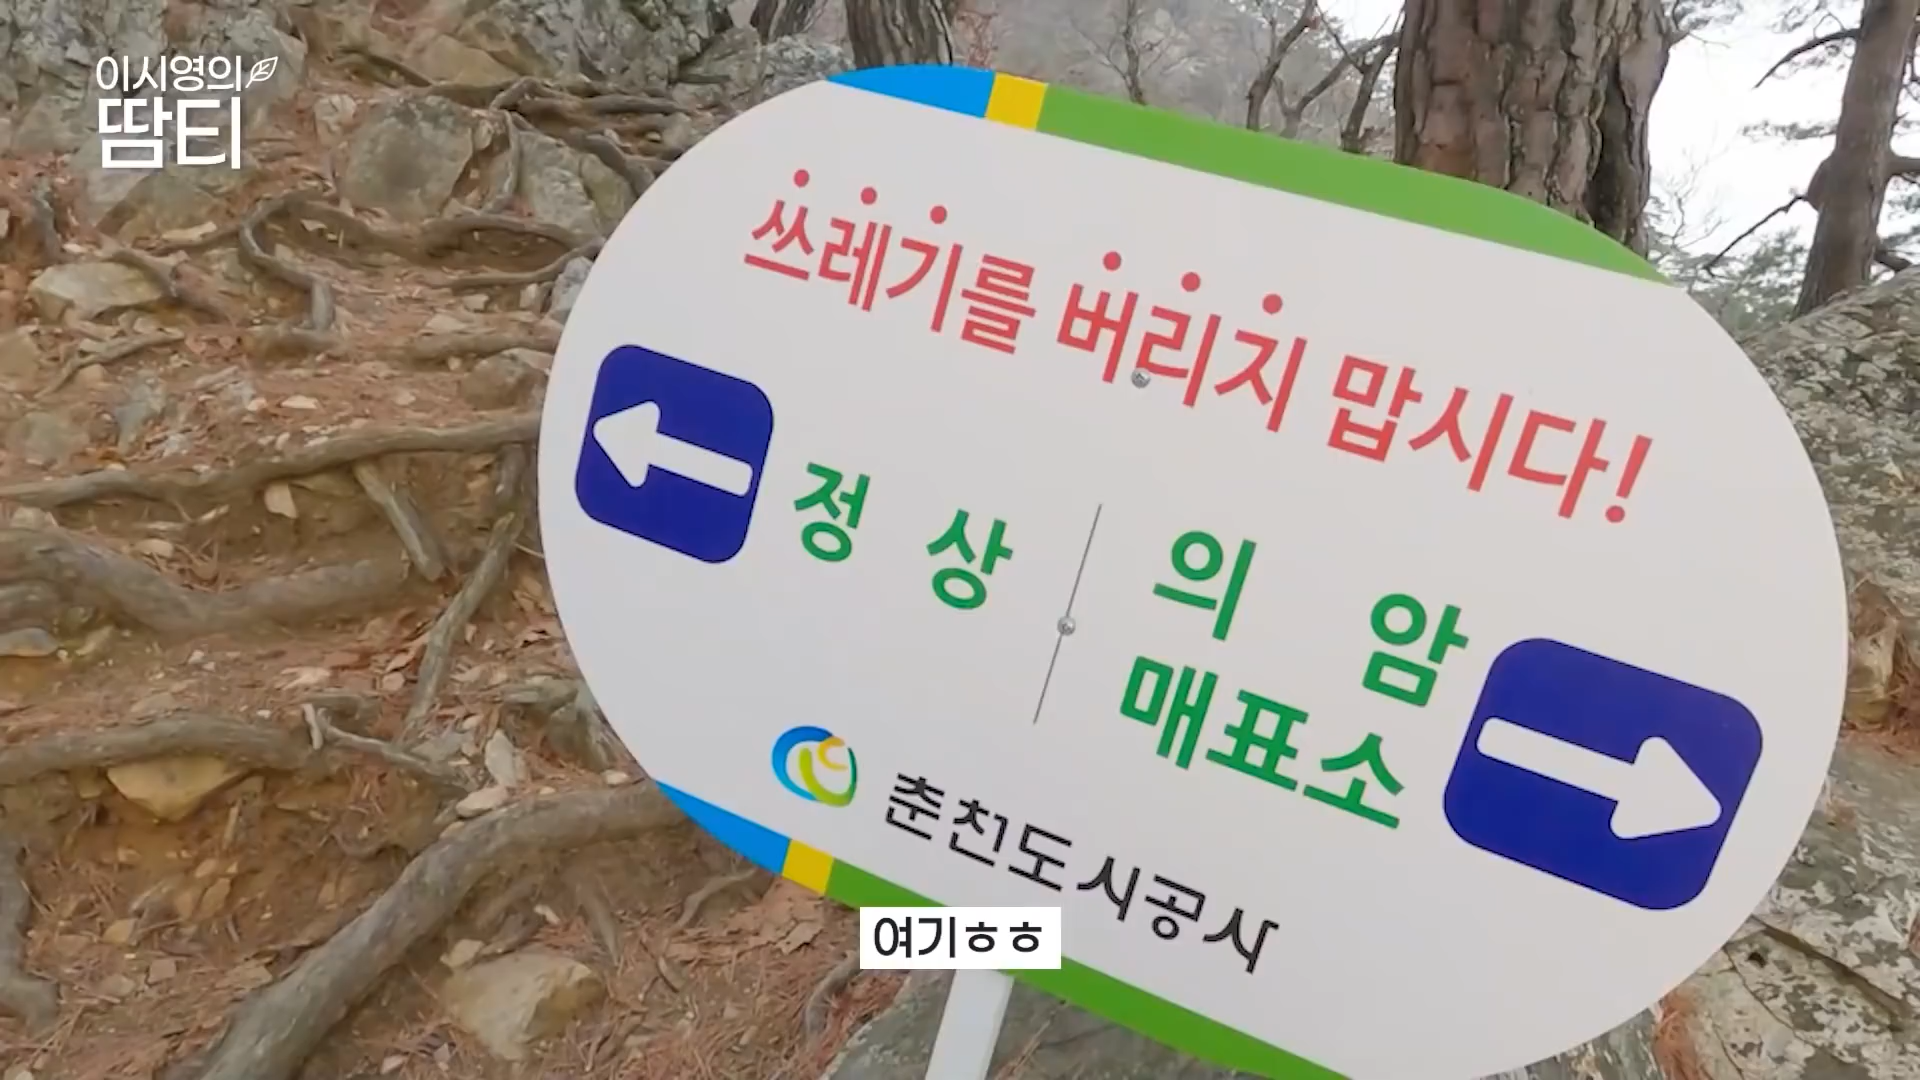 이시영의
땀티
쓰레기를 버리지 맙시다!
정 상
의 암
매표소
춘천도시공사
여기ㅎㅎ